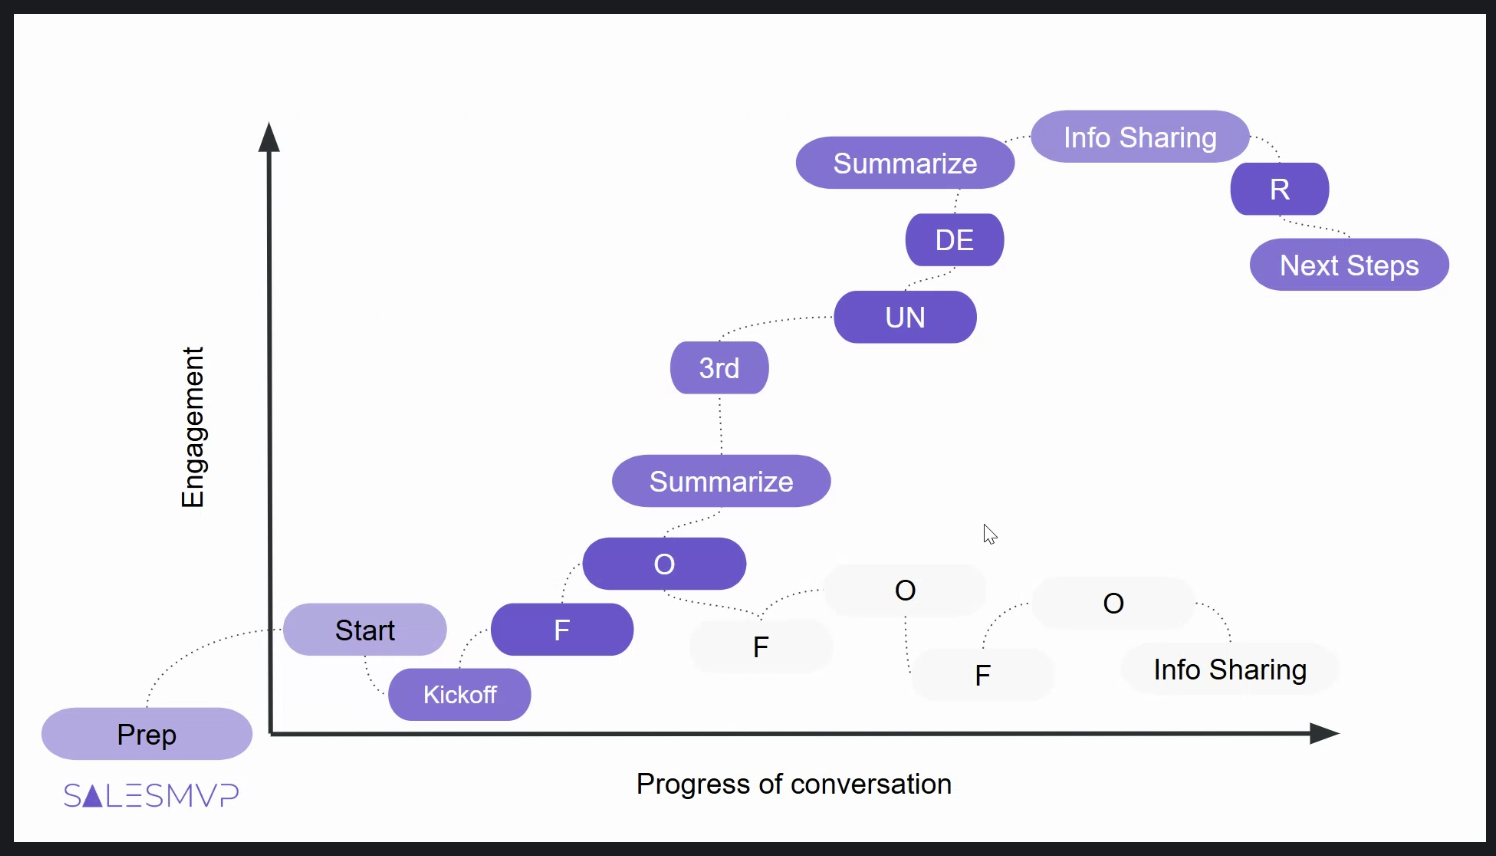 Info Sharing
Summarize
R
DE
Next Steps
UN
3rd
Engagement
Summarize
O
O
O
Start
F
F
F
Info Sharing
Kickoff
Prep
Progress of conversation
SALESMVP